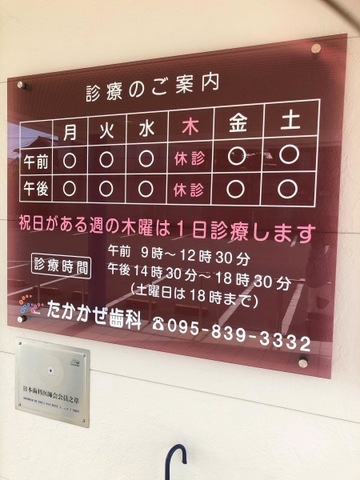 診療のご案内
月 火 水 木 金 土
午前 ○ ○ ○ 休診 ○ ○
午後 ○ ○ ○ 休診 ○ ○
祝日がある週の木曜は1日診療します
診療時間
午前 9時〜12時30分
午後14時30分〜18時30分
(土曜日は18時まで)
たかかぜ歯科 ☎095-839-3332
日本歯科医師会会員之章